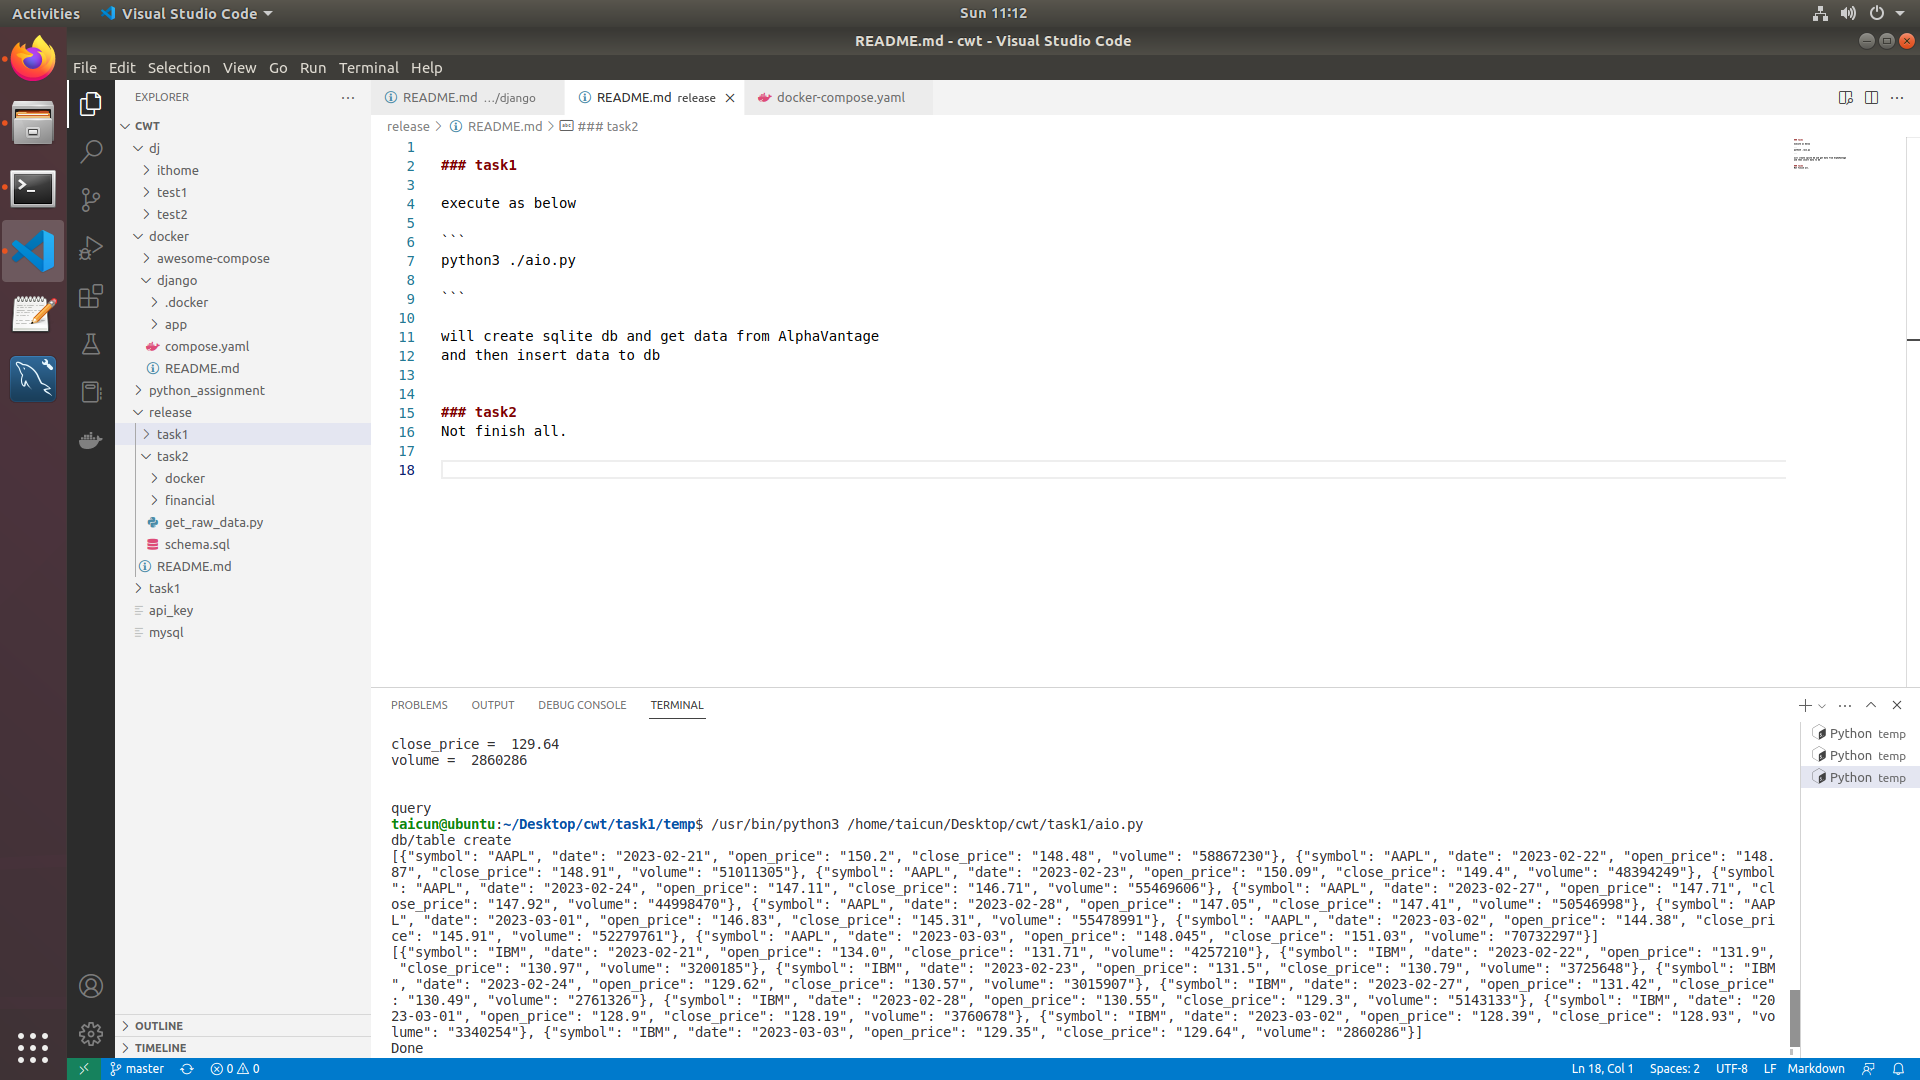 Activities
Visual Studio Code
Sun 11:12
README.md - cwt - Visual Studio Code
File Edit Selection View Go Run Terminal Help
EXPLORER
CWT
dj
ithome
test1
test2
docker
awesome-compose
django
.docker
app
compose.yaml
README.md
python_assignment
release
task1
task2
docker
financial
get_raw_data.py
schema.sql
README.md
task1
api_key
mysql
OUTLINE
TIMELINE
README.md .../django
README.md release
docker-compose.yaml
release > README.md > ### task2
1
2 ### task1
3
4 execute as below
5
6 ```
7 python3 ./aio.py
8
9 ```
10
11 will create sqlite db and get data from AlphaVantage
12 and then insert data to db
13
14
15 ### task2
16 Not finish all.
17
18
PROBLEMS OUTPUT DEBUG CONSOLE TERMINAL
close_price =  129.64
volume =  2860286
query
taicun@ubuntu:~/Desktop/cwt/task1/temp$ /usr/bin/python3 /home/taicun/Desktop/cwt/task1/aio.py
db/table create
[{"symbol": "AAPL", "date": "2023-02-21", "open_price": "150.2", "close_price": "148.48", "volume": "58867230"}, {"symbol": "AAPL", "date": "2023-02-22", "open_price": "148.
87", "close_price": "148.91", "volume": "51011305"}, {"symbol": "AAPL", "date": "2023-02-23", "open_price": "150.09", "close_price": "149.4", "volume": "48394249"}, {"symbol
": "AAPL", "date": "2023-02-24", "open_price": "147.11", "close_price": "146.71", "volume": "55469606"}, {"symbol": "AAPL", "date": "2023-02-27", "open_price": "147.71", "cl
ose_price": "147.92", "volume": "44998470"}, {"symbol": "AAPL", "date": "2023-02-28", "open_price": "147.05", "close_price": "147.41", "volume": "50546998"}, {"symbol": "AAP
L", "date": "2023-03-01", "open_price": "146.83", "close_price": "145.31", "volume": "55478991"}, {"symbol": "AAPL", "date": "2023-03-02", "open_price": "144.38", "close_pri
ce": "145.91", "volume": "52279761"}, {"symbol": "AAPL", "date": "2023-03-03", "open_price": "148.045", "close_price": "151.03", "volume": "70732297"}]
[{"symbol": "IBM", "date": "2023-02-21", "open_price": "134.0", "close_price": "131.71", "volume": "4257210"}, {"symbol": "IBM", "date": "2023-02-22", "open_price": "131.9",
"close_price": "130.97", "volume": "3200185"}, {"symbol": "IBM", "date": "2023-02-23", "open_price": "131.5", "close_price": "130.79", "volume": "3725648"}, {"symbol": "IBM
", "date": "2023-02-24", "open_price": "129.62", "close_price": "130.57", "volume": "3015907"}, {"symbol": "IBM", "date": "2023-02-27", "open_price": "131.42", "close_price"
: "130.49", "volume": "2761326"}, {"symbol": "IBM", "date": "2023-02-28", "open_price": "130.55", "close_price": "129.3", "volume": "5143133"}, {"symbol": "IBM", "date": "20
23-03-01", "open_price": "128.9", "close_price": "128.19", "volume": "3760678"}, {"symbol": "IBM", "date": "2023-03-02", "open_price": "128.39", "close_price": "128.93", "vo
lume": "3340254"}, {"symbol": "IBM", "date": "2023-03-03", "open_price": "129.35", "close_price": "129.64", "volume": "2860286"}]
Done
Python temp
Python temp
Python temp
master 0 0
Ln 18, Col 1 Spaces: 2 UTF-8 LF Markdown